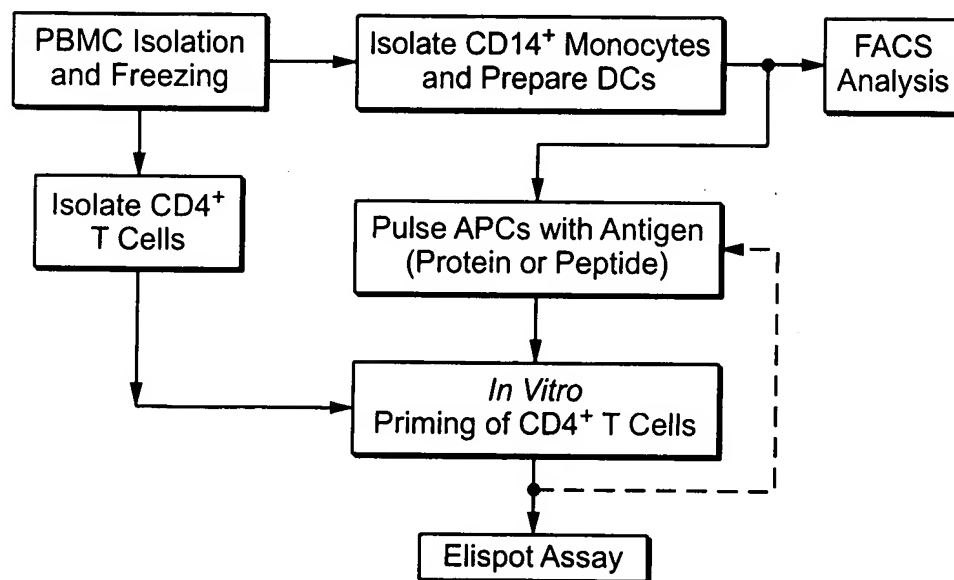 PBMC Isolation
and Freezing
Isolate CD14+ Monocytes
and Prepare DCs
FACS
Analysis
Isolate CD4+
T Cells
Pulse APCs with Antigen
(Protein or Peptide)
In Vitro
Priming of CD4+ T Cells
Elispot Assay